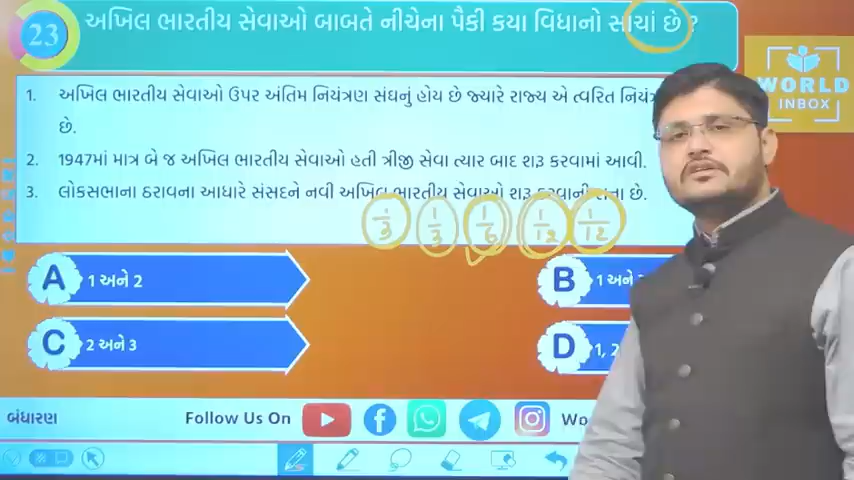 23
અખિલ ભારતીય સેવાઓ બાબતે નીચેના પૈકી કયા વિધાનો સાચાં છે ?
WORLD
INBOX
1. અખિલ ભારતીય સેવાઓ ઉપર અંતિમ નિયંત્રણ સંઘનું હોય છે જ્યારે રાજ્ય એ ત્વરિત
છે.
2. 1947માં માત્ર બે જ અખિલ ભારતીય સેવાઓ હતી ત્રીજી સેવા ત્યાર બાદ શરૂ કરવામાં આવી.
3. લોકસભાના ઠરાવના આધારે સંસદને નવી અખિલ ભારતીય સેવાઓ શરૂ કરવાની સત્તા છે.
1/3 1/3 1/6 1/12 1/12
A 1 અને 2
B 1 અને
C 2 અને 3
D 1, 2
બંધારણ
Follow Us On